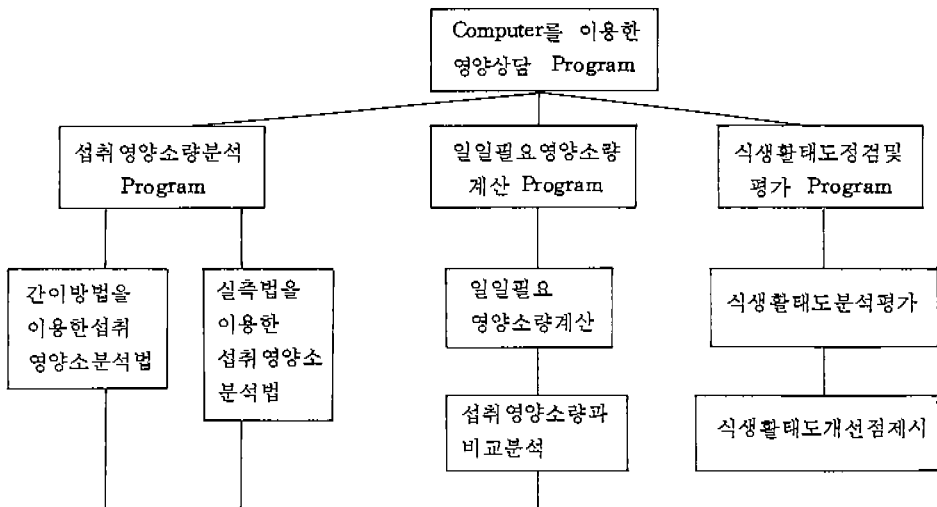 Computer를 이용한
영양상담 Program
섭취영양소량분석
Program
일일필요영양소량
계산 Program
식생활태도정검및
평가 Program
간이방법을
이용한섭취
영양소분석법
실측법을
이용한
섭취영양소
분석법
일일필요
영양소량계산
식생활태도분석평가
섭취영양소량과
비교분석
식생활태도개선점제시